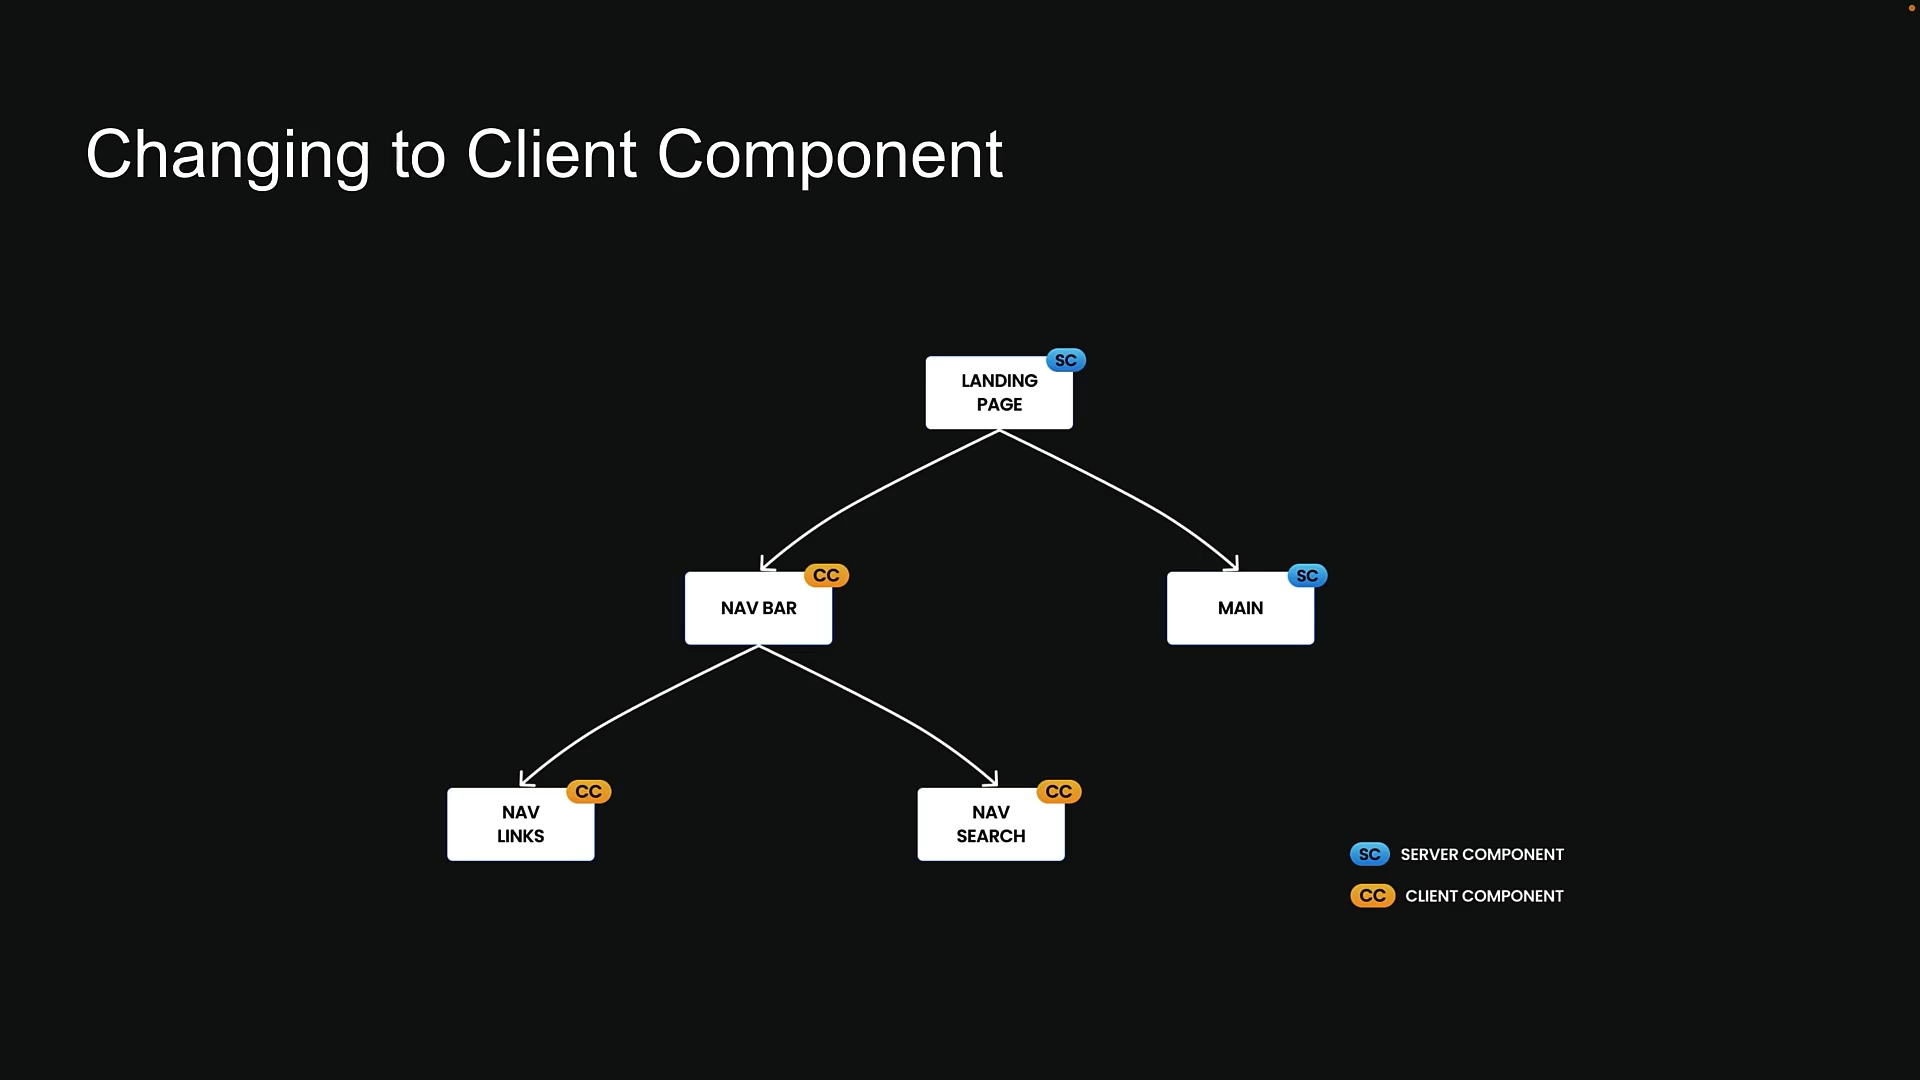 Changing to Client Component
SC
LANDING
PAGE
CC
NAV BAR
SC
MAIN
CC
NAV
LINKS
CC
NAV
SEARCH
SC SERVER COMPONENT
CC CLIENT COMPONENT